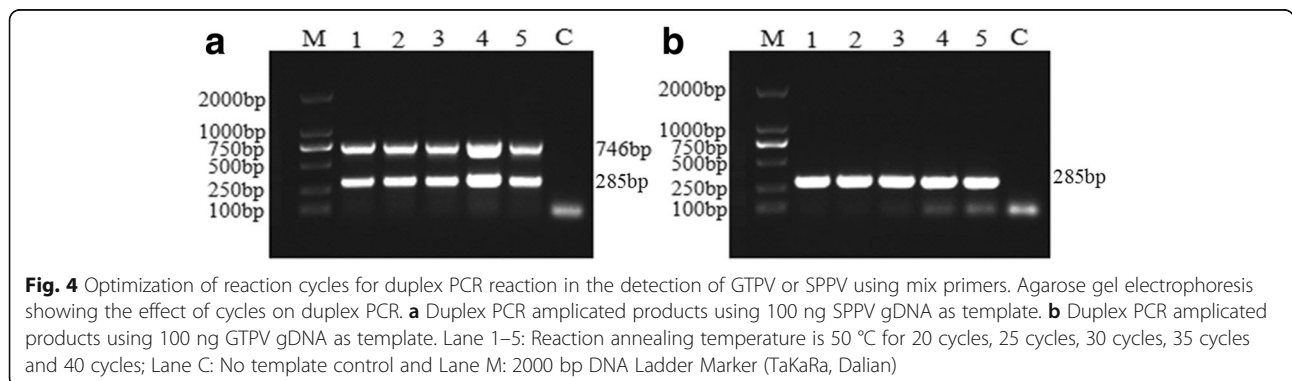 a
M 1 2 3 4 5 C
2000bp
1000bp
750bp
500bp
250bp
100bp
746bp
285bp
b
M 1 2 3 4 5 C
2000bp
1000bp
750bp
500bp
250bp
100bp
285bp
Fig. 4 Optimization of reaction cycles for duplex PCR reaction in the detection of GTPV or SPPV using mix primers. Agarose gel electrophoresis
showing the effect of cycles on duplex PCR. a Duplex PCR amplicated products using 100 ng SPPV gDNA as template. b Duplex PCR amplicated
products using 100 ng GTPV gDNA as template. Lane 1–5: Reaction annealing temperature is 50 °C for 20 cycles, 25 cycles, 30 cycles, 35 cycles
and 40 cycles; Lane C: No template control and Lane M: 2000 bp DNA Ladder Marker (TaKaRa, Dalian)